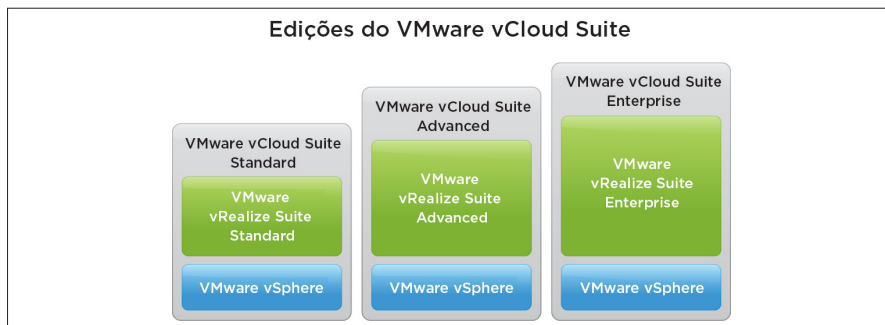 Edições do VMware vCloud Suite
VMware vCloud Suite
Standard
VMware
vRealize Suite
Standard
VMware vSphere
VMware vCloud Suite
Advanced
VMware
vRealize Suite
Advanced
VMware vSphere
VMware vCloud Suite
Enterprise
VMware
vRealize Suite
Enterprise
VMware vSphere